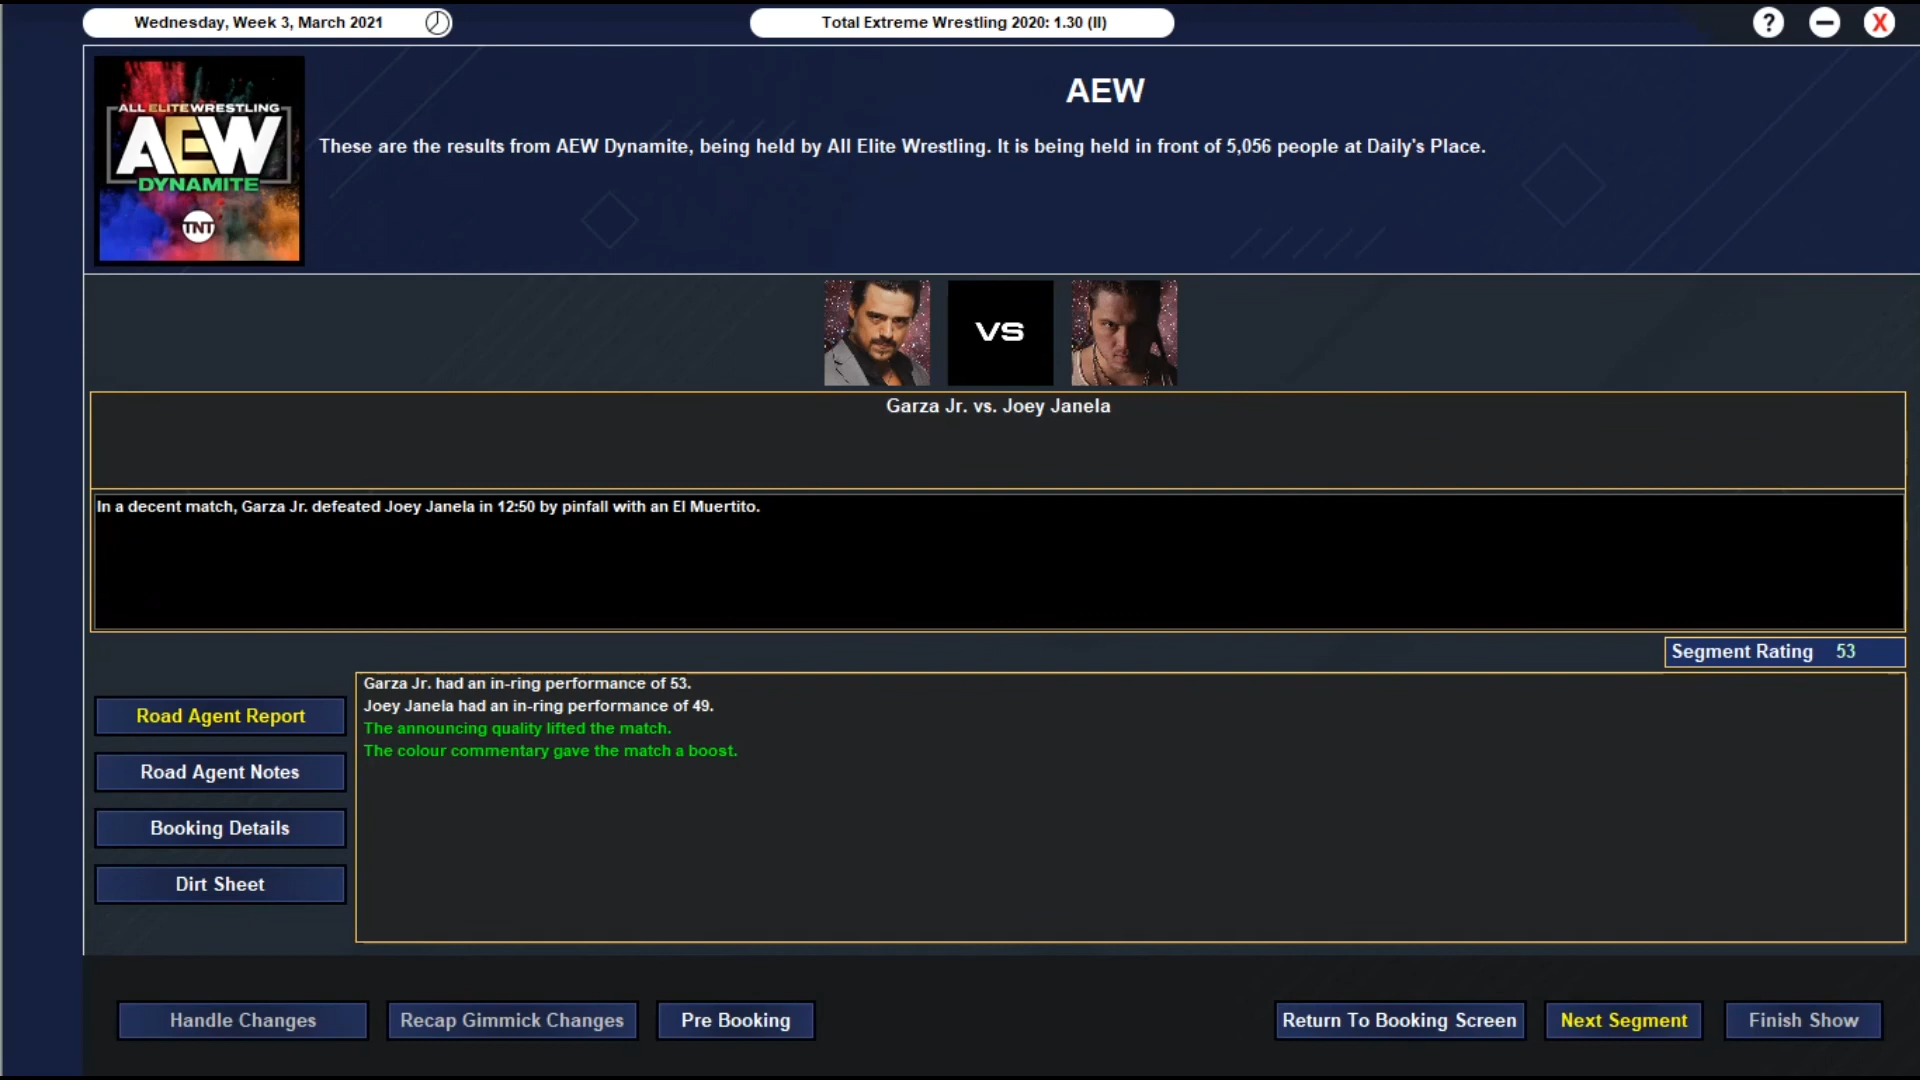 Wednesday, Week 3, March 2021
Total Extreme Wrestling 2020: 1.30 (II)
?
X
ALL ELITE WRESTLING
AEW
DYNAMITE
TNT
AEW
These are the results from AEW Dynamite, being held by All Elite Wrestling. It is being held in front of 5,056 people at Daily's Place.
VS
Garza Jr. vs. Joey Janela
In a decent match, Garza Jr. defeated Joey Janela in 12:50 by pinfall with an El Muertito.
Segment Rating 53
Road Agent Report
Road Agent Notes
Booking Details
Dirt Sheet
Garza Jr. had an in-ring performance of 53.
Joey Janela had an in-ring performance of 49.
The announcing quality lifted the match.
The colour commentary gave the match a boost.
Handle Changes
Recap Gimmick Changes
Pre Booking
Return To Booking Screen
Next Segment
Finish Show